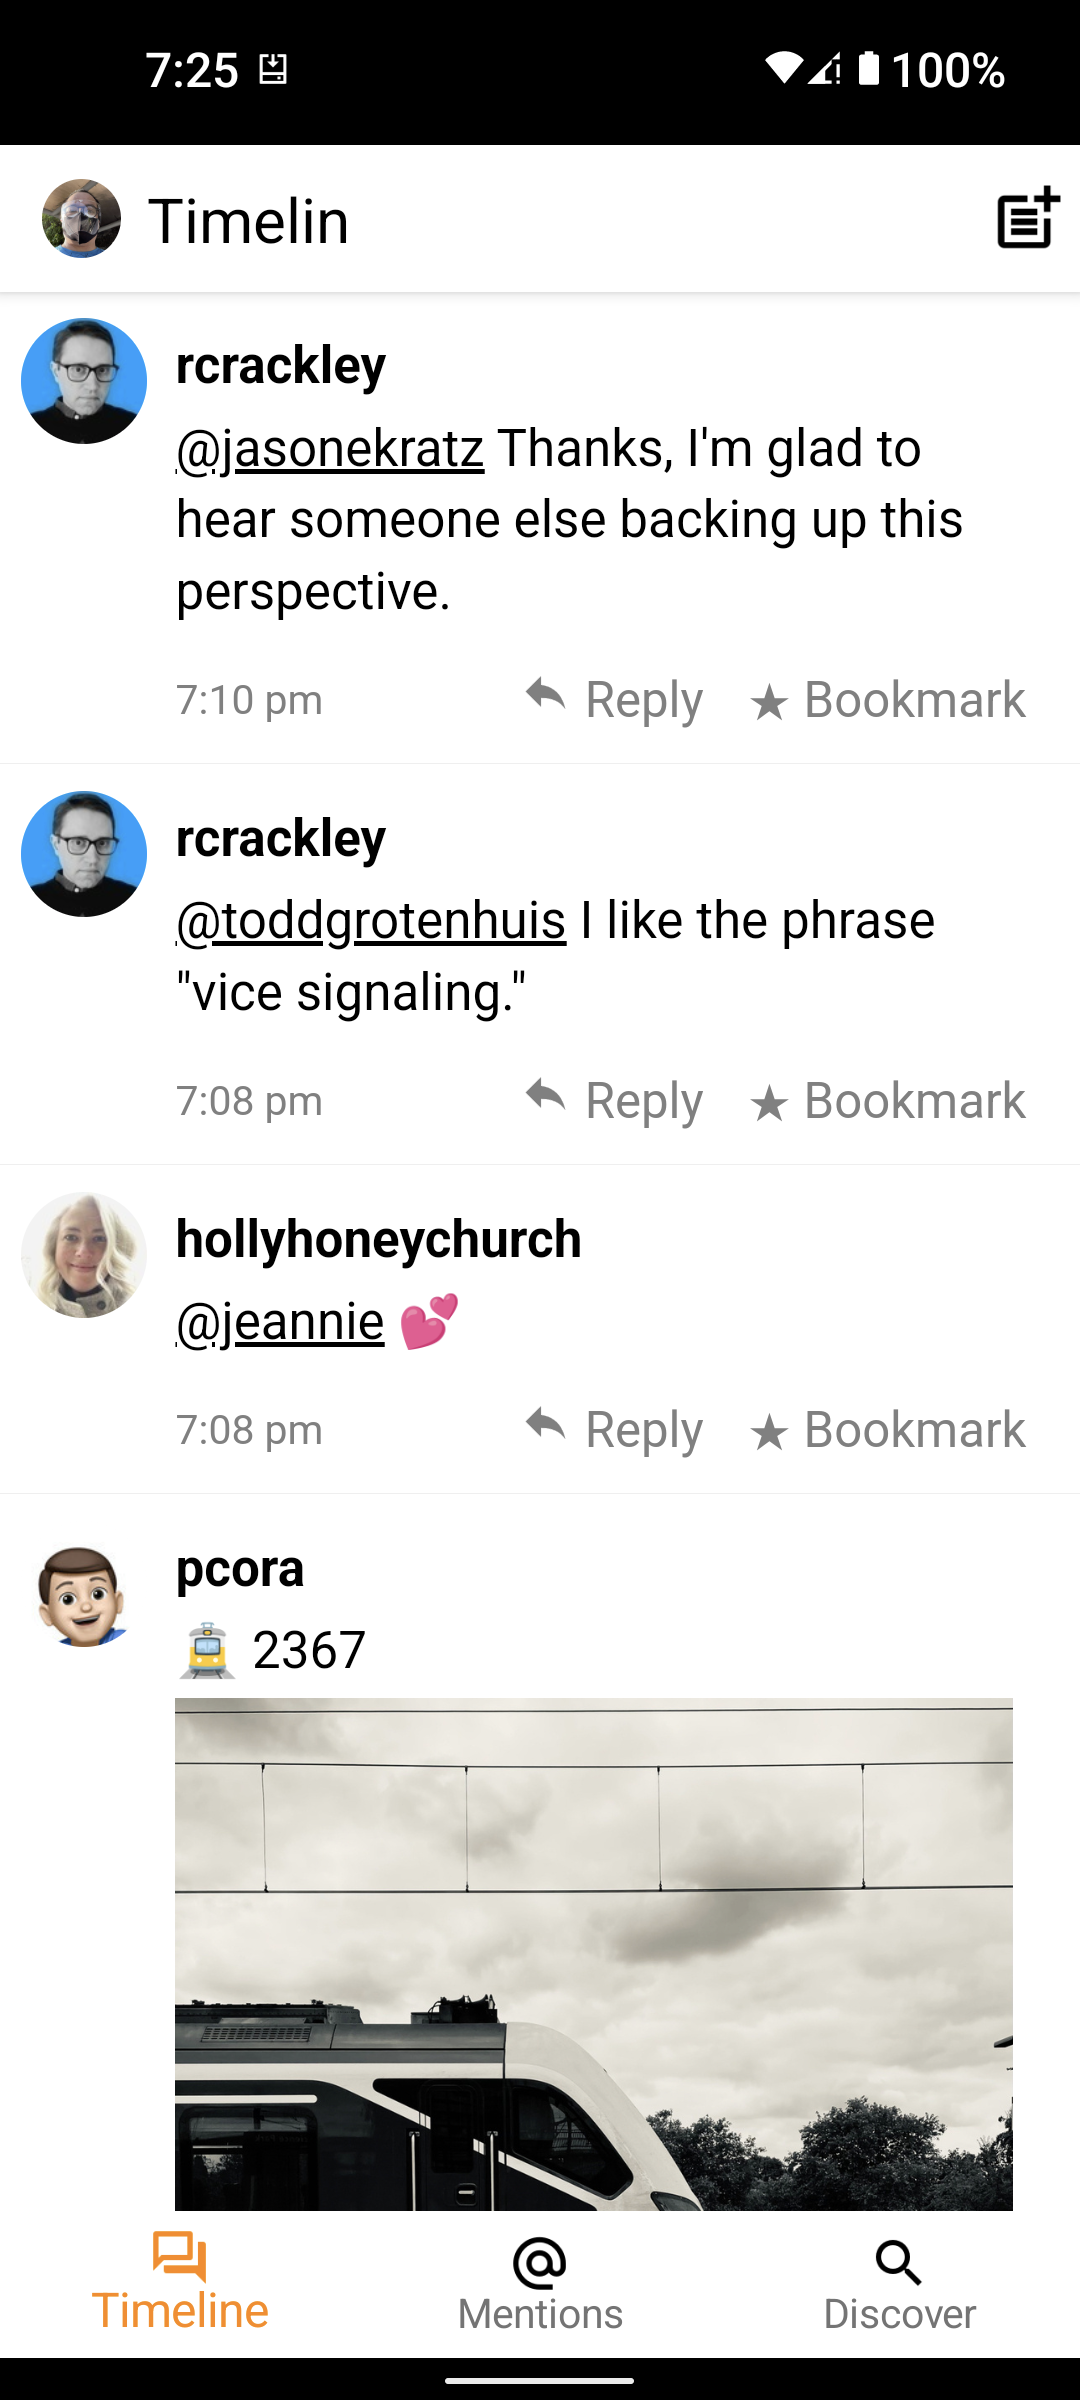 7:25
100%
Timelin
rcrackley
@jasonekratz Thanks, I'm glad to
hear someone else backing up this
perspective.
7:10 pm Reply ★ Bookmark
rcrackley
@toddgrotenhuis I like the phrase
"vice signaling."
7:08 pm Reply ★ Bookmark
hollyhoneychurch
@jeannie 💕
7:08 pm Reply ★ Bookmark
pcora
🚊 2367
Timeline Mentions Discover